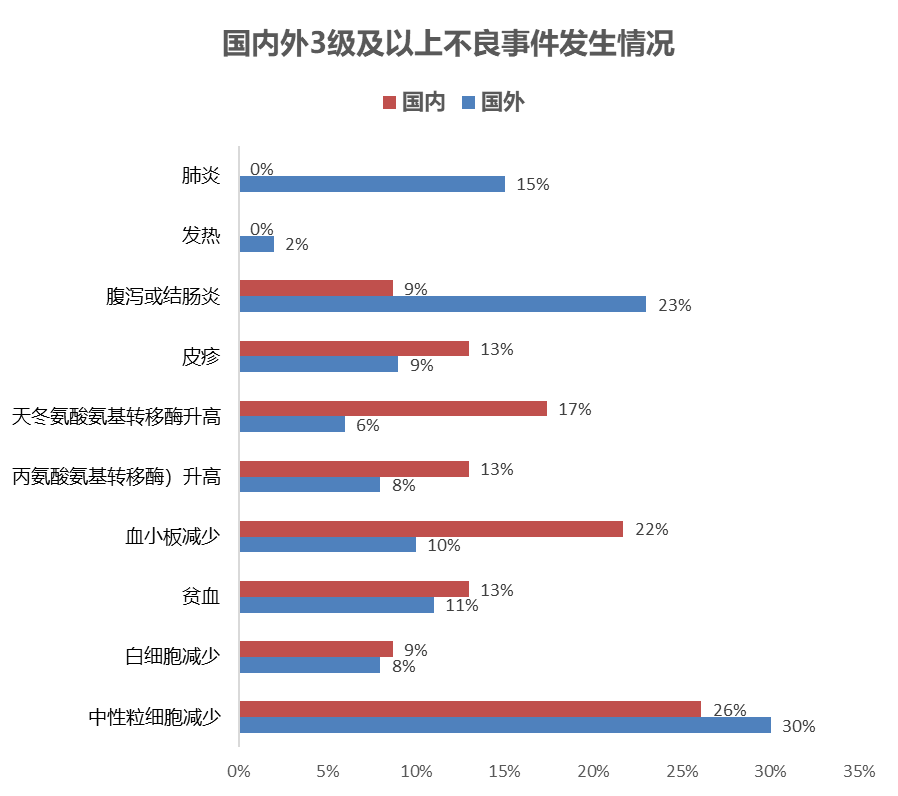 国内外3级及以上不良事件发生情况
国内 国外
肺炎 0%
15%
发热 0%
2%
腹泻或结肠炎 9%
23%
皮疹 13%
9%
天冬氨酸氨基转移酶升高 17%
6%
丙氨酸氨基转移酶）升高 13%
8%
血小板减少 22%
10%
贫血 13%
11%
白细胞减少 9%
8%
中性粒细胞减少 26%
30%
0% 5% 10% 15% 20% 25% 30% 35%